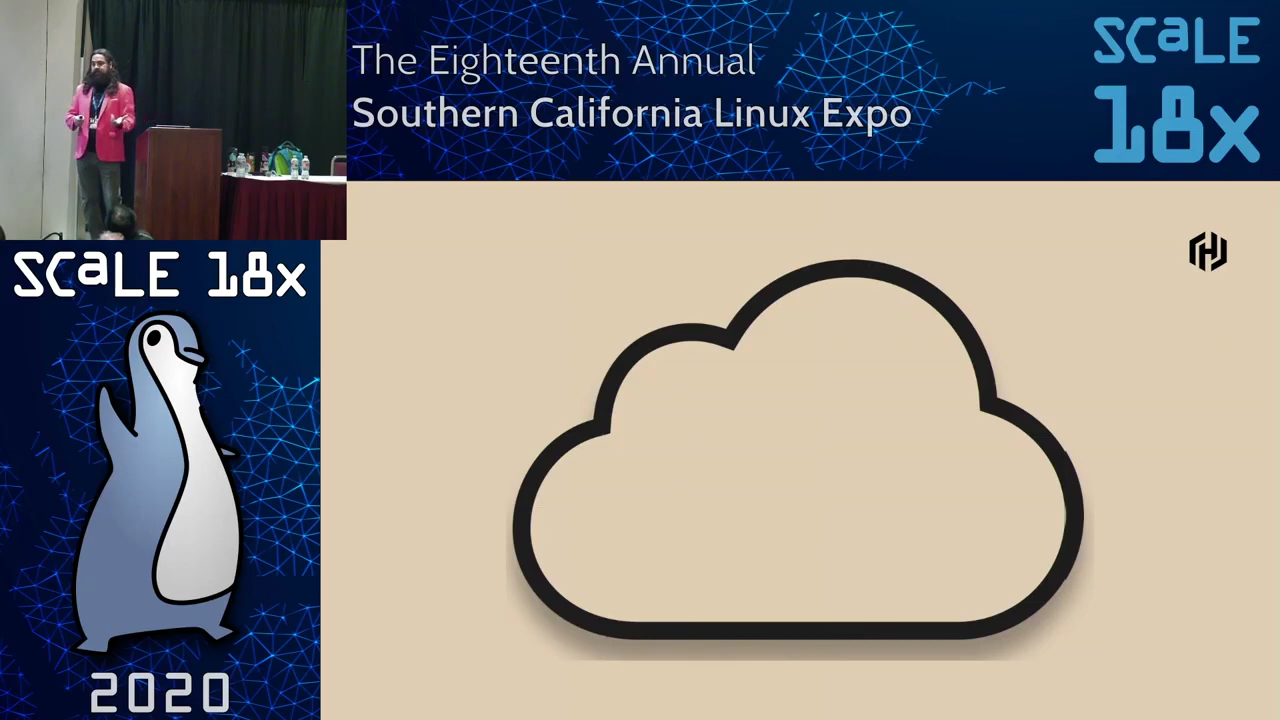 The Eighteenth Annual
Southern California Linux Expo
SCaLE
18x
SCaLE 18x
2020